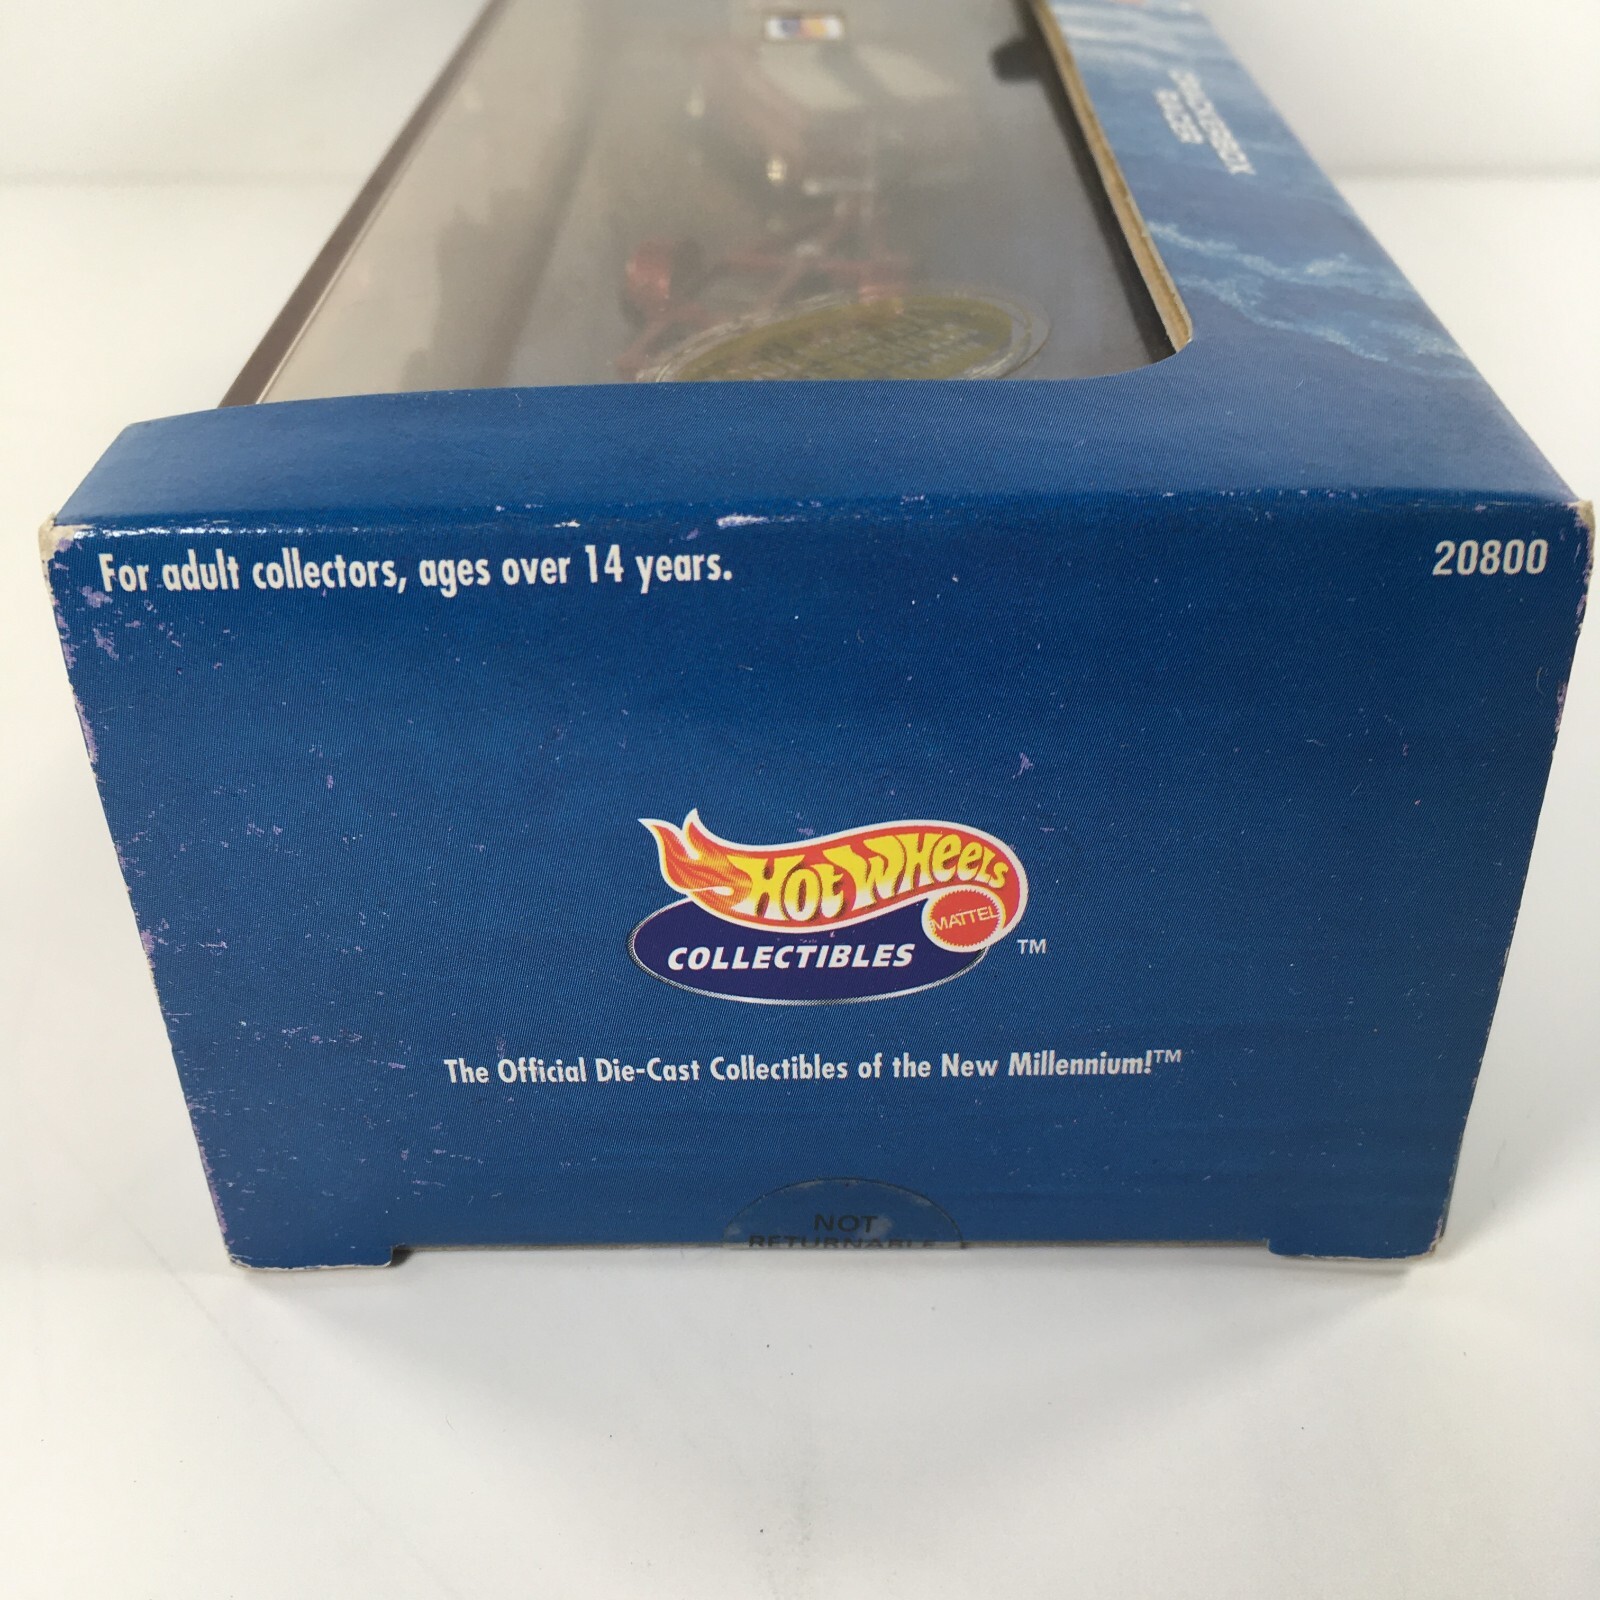 For adult collectors, ages over 14 years.
20800
HOT WHEELS
MATTEL
COLLECTIBLES
TM
The Official Die-Cast Collectibles of the New Millennium!™
NOT
RETURNABLE